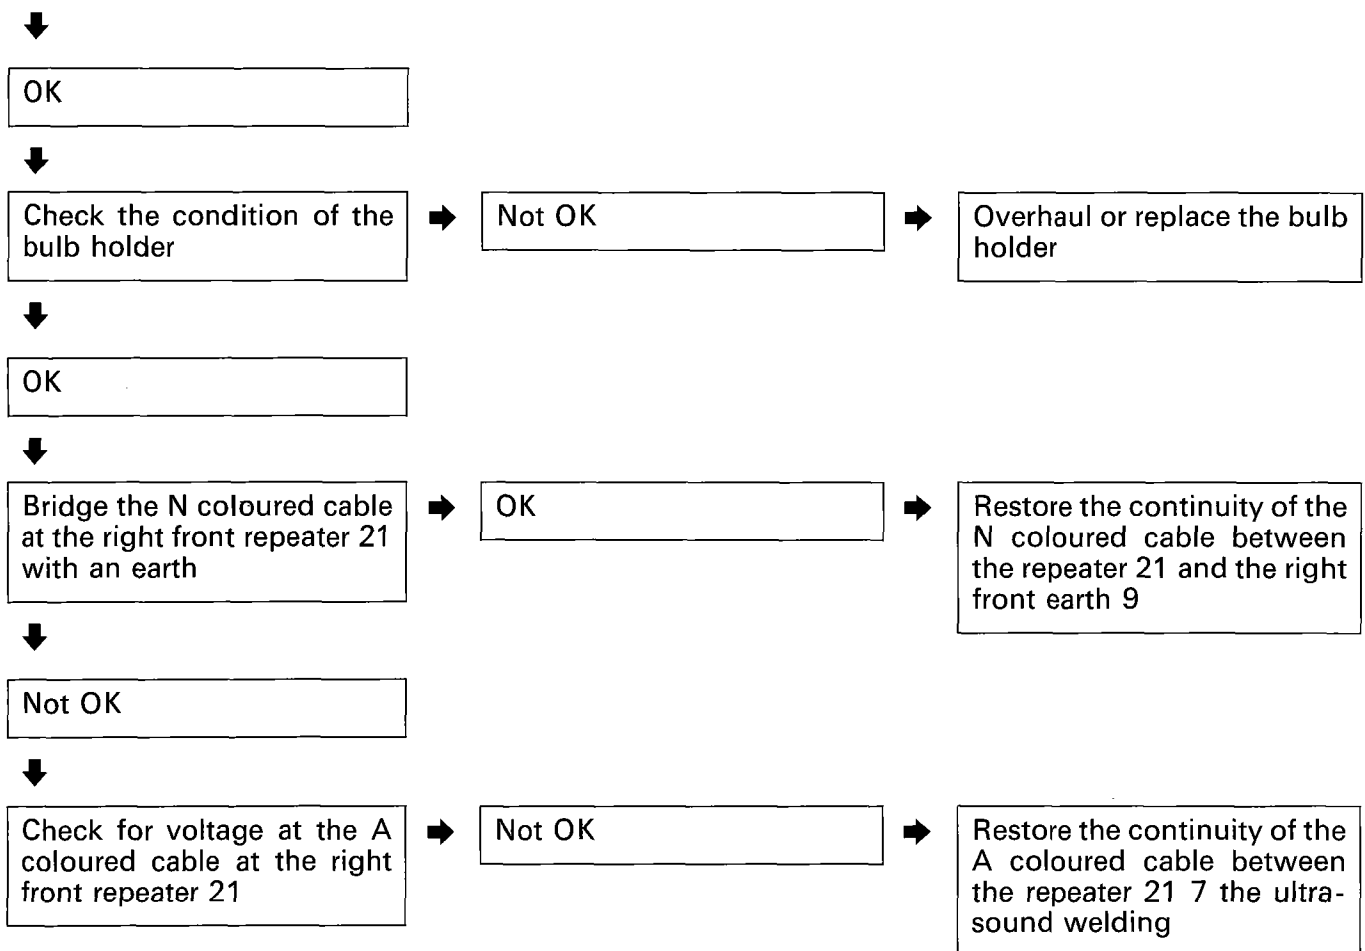 OK
Check the condition of the
bulb holder
Not OK
Overhaul or replace the bulb
holder
OK
Bridge the N coloured cable
at the right front repeater 21
with an earth
OK
Restore the continuity of the
N coloured cable between
the repeater 21 and the right
front earth 9
Not OK
Check for voltage at the A
coloured cable at the right
front repeater 21
Not OK
Restore the continuity of the
A coloured cable between
the repeater 21 7 the ultra-
sound welding